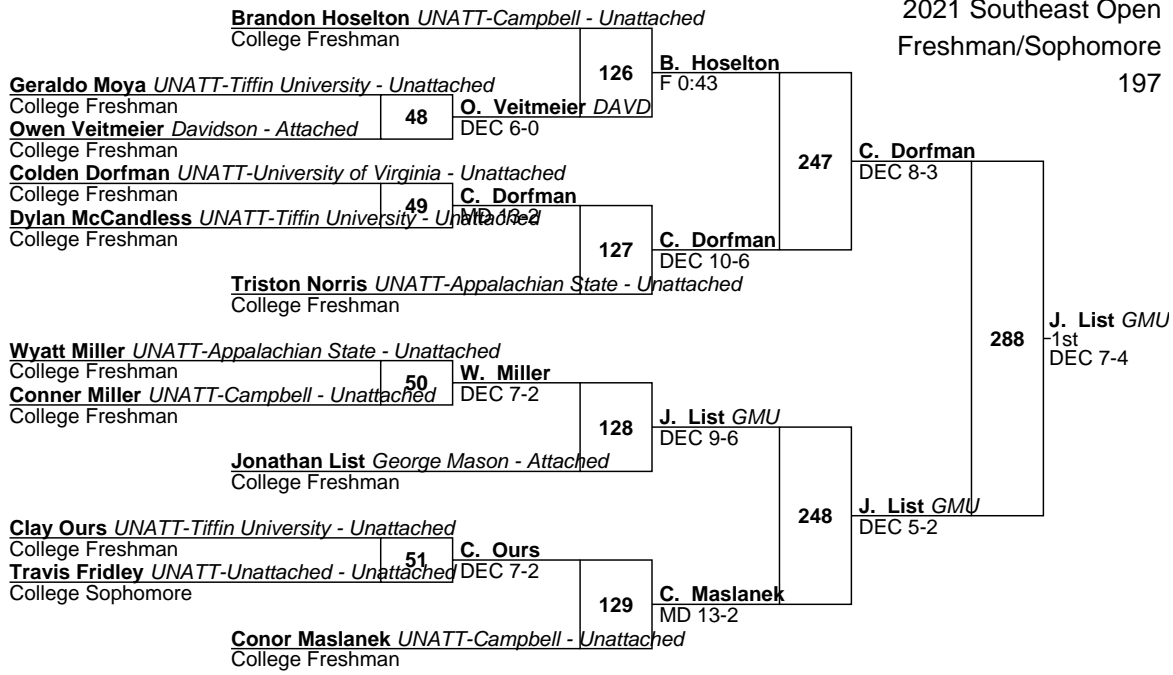 2021 Southeast Open
Freshman/Sophomore
197
Brandon Hoselton UNATT-Campbell - Unattached
College Freshman
126
B. Hoselton
F 0:43
Geraldo Moya UNATT-Tiffin University - Unattached
College Freshman
48
O. Veitmeier DAVD
DEC 6-0
Owen Veitmeier Davidson - Attached
College Freshman
247
C. Dorfman
DEC 8-3
Colden Dorfman UNATT-University of Virginia - Unattached
College Freshman
49
C. Dorfman
MD 13-2
Dylan McCandless UNATT-Tiffin University - Unattached
College Freshman
127
C. Dorfman
DEC 10-6
Triston Norris UNATT-Appalachian State - Unattached
College Freshman
288
J. List GMU
1st
DEC 7-4
Wyatt Miller UNATT-Appalachian State - Unattached
College Freshman
50
W. Miller
DEC 7-2
Conner Miller UNATT-Campbell - Unattached
College Freshman
128
J. List GMU
DEC 9-6
Jonathan List George Mason - Attached
College Freshman
248
J. List GMU
DEC 5-2
Clay Ours UNATT-Tiffin University - Unattached
College Freshman
51
C. Ours
DEC 7-2
Travis Fridley UNATT-Unattached - Unattached
College Sophomore
129
C. Maslanek
MD 13-2
Conor Maslanek UNATT-Campbell - Unattached
College Freshman